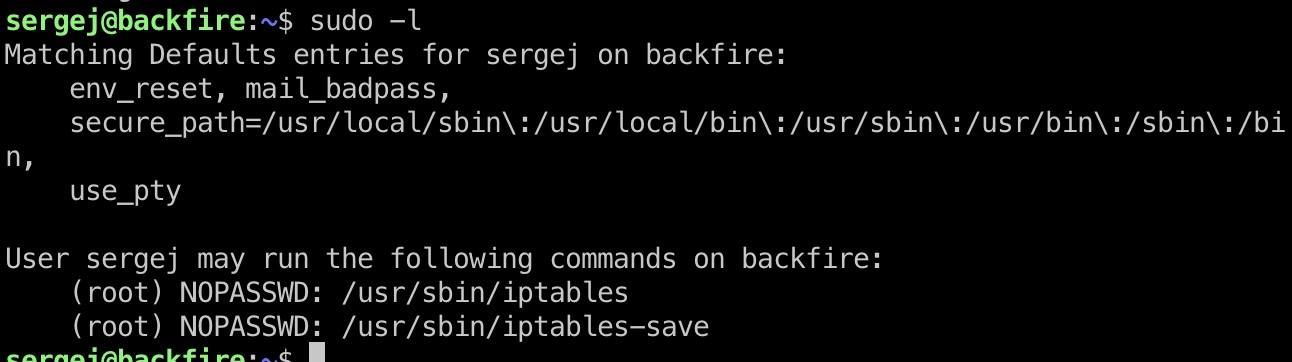 sergej@backfire:~$ sudo -l
Matching Defaults entries for sergej on backfire:
    env_reset, mail_badpass,
    secure_path=/usr/local/sbin\:/usr/local/bin\:/usr/sbin\:/usr/bin\:/sbin\:/bi
n,
    use_pty

User sergej may run the following commands on backfire:
    (root) NOPASSWD: /usr/sbin/iptables
    (root) NOPASSWD: /usr/sbin/iptables-save
sergej@backfire:~$